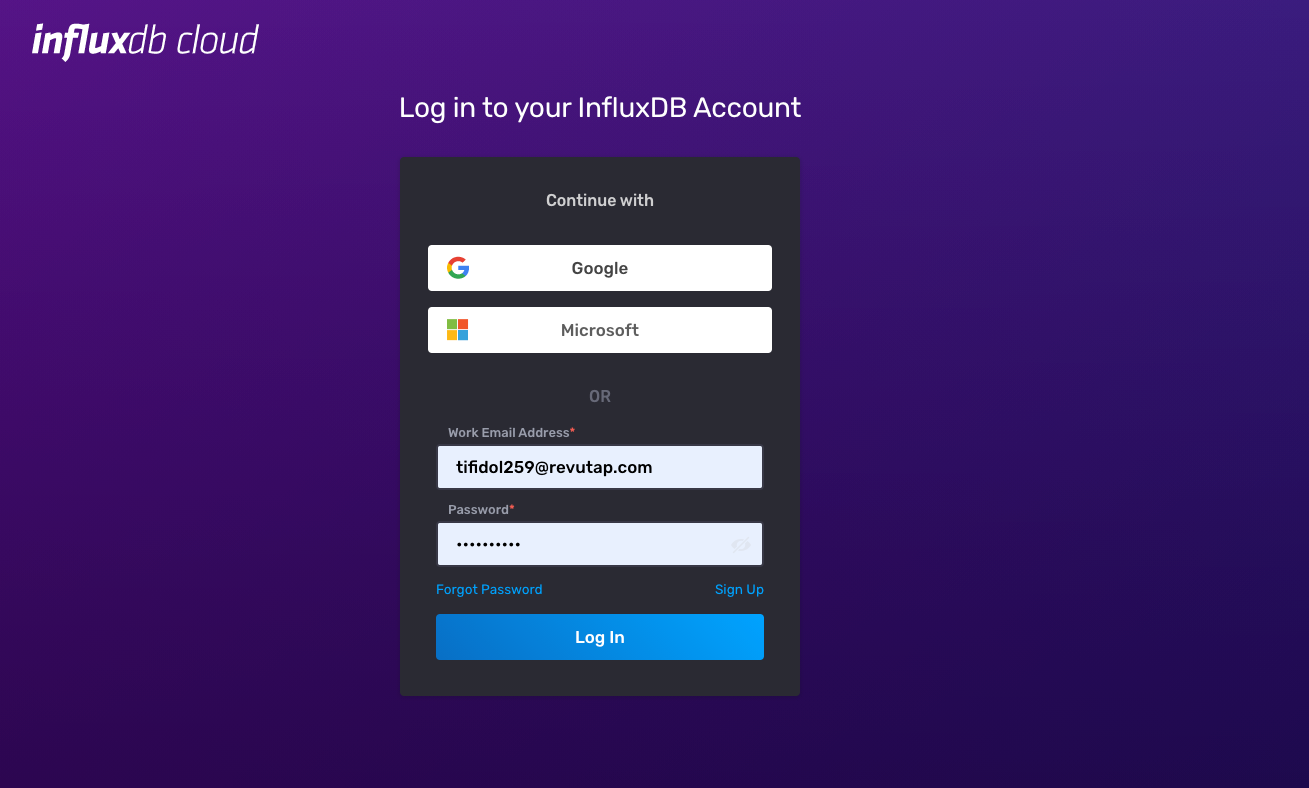 influxdb cloud
Log in to your InfluxDB Account
Continue with
Google
Microsoft
OR
Work Email Address*
tifidol259@revutap.com
Password*
••••••••••
Forgot Password Sign Up
Log In